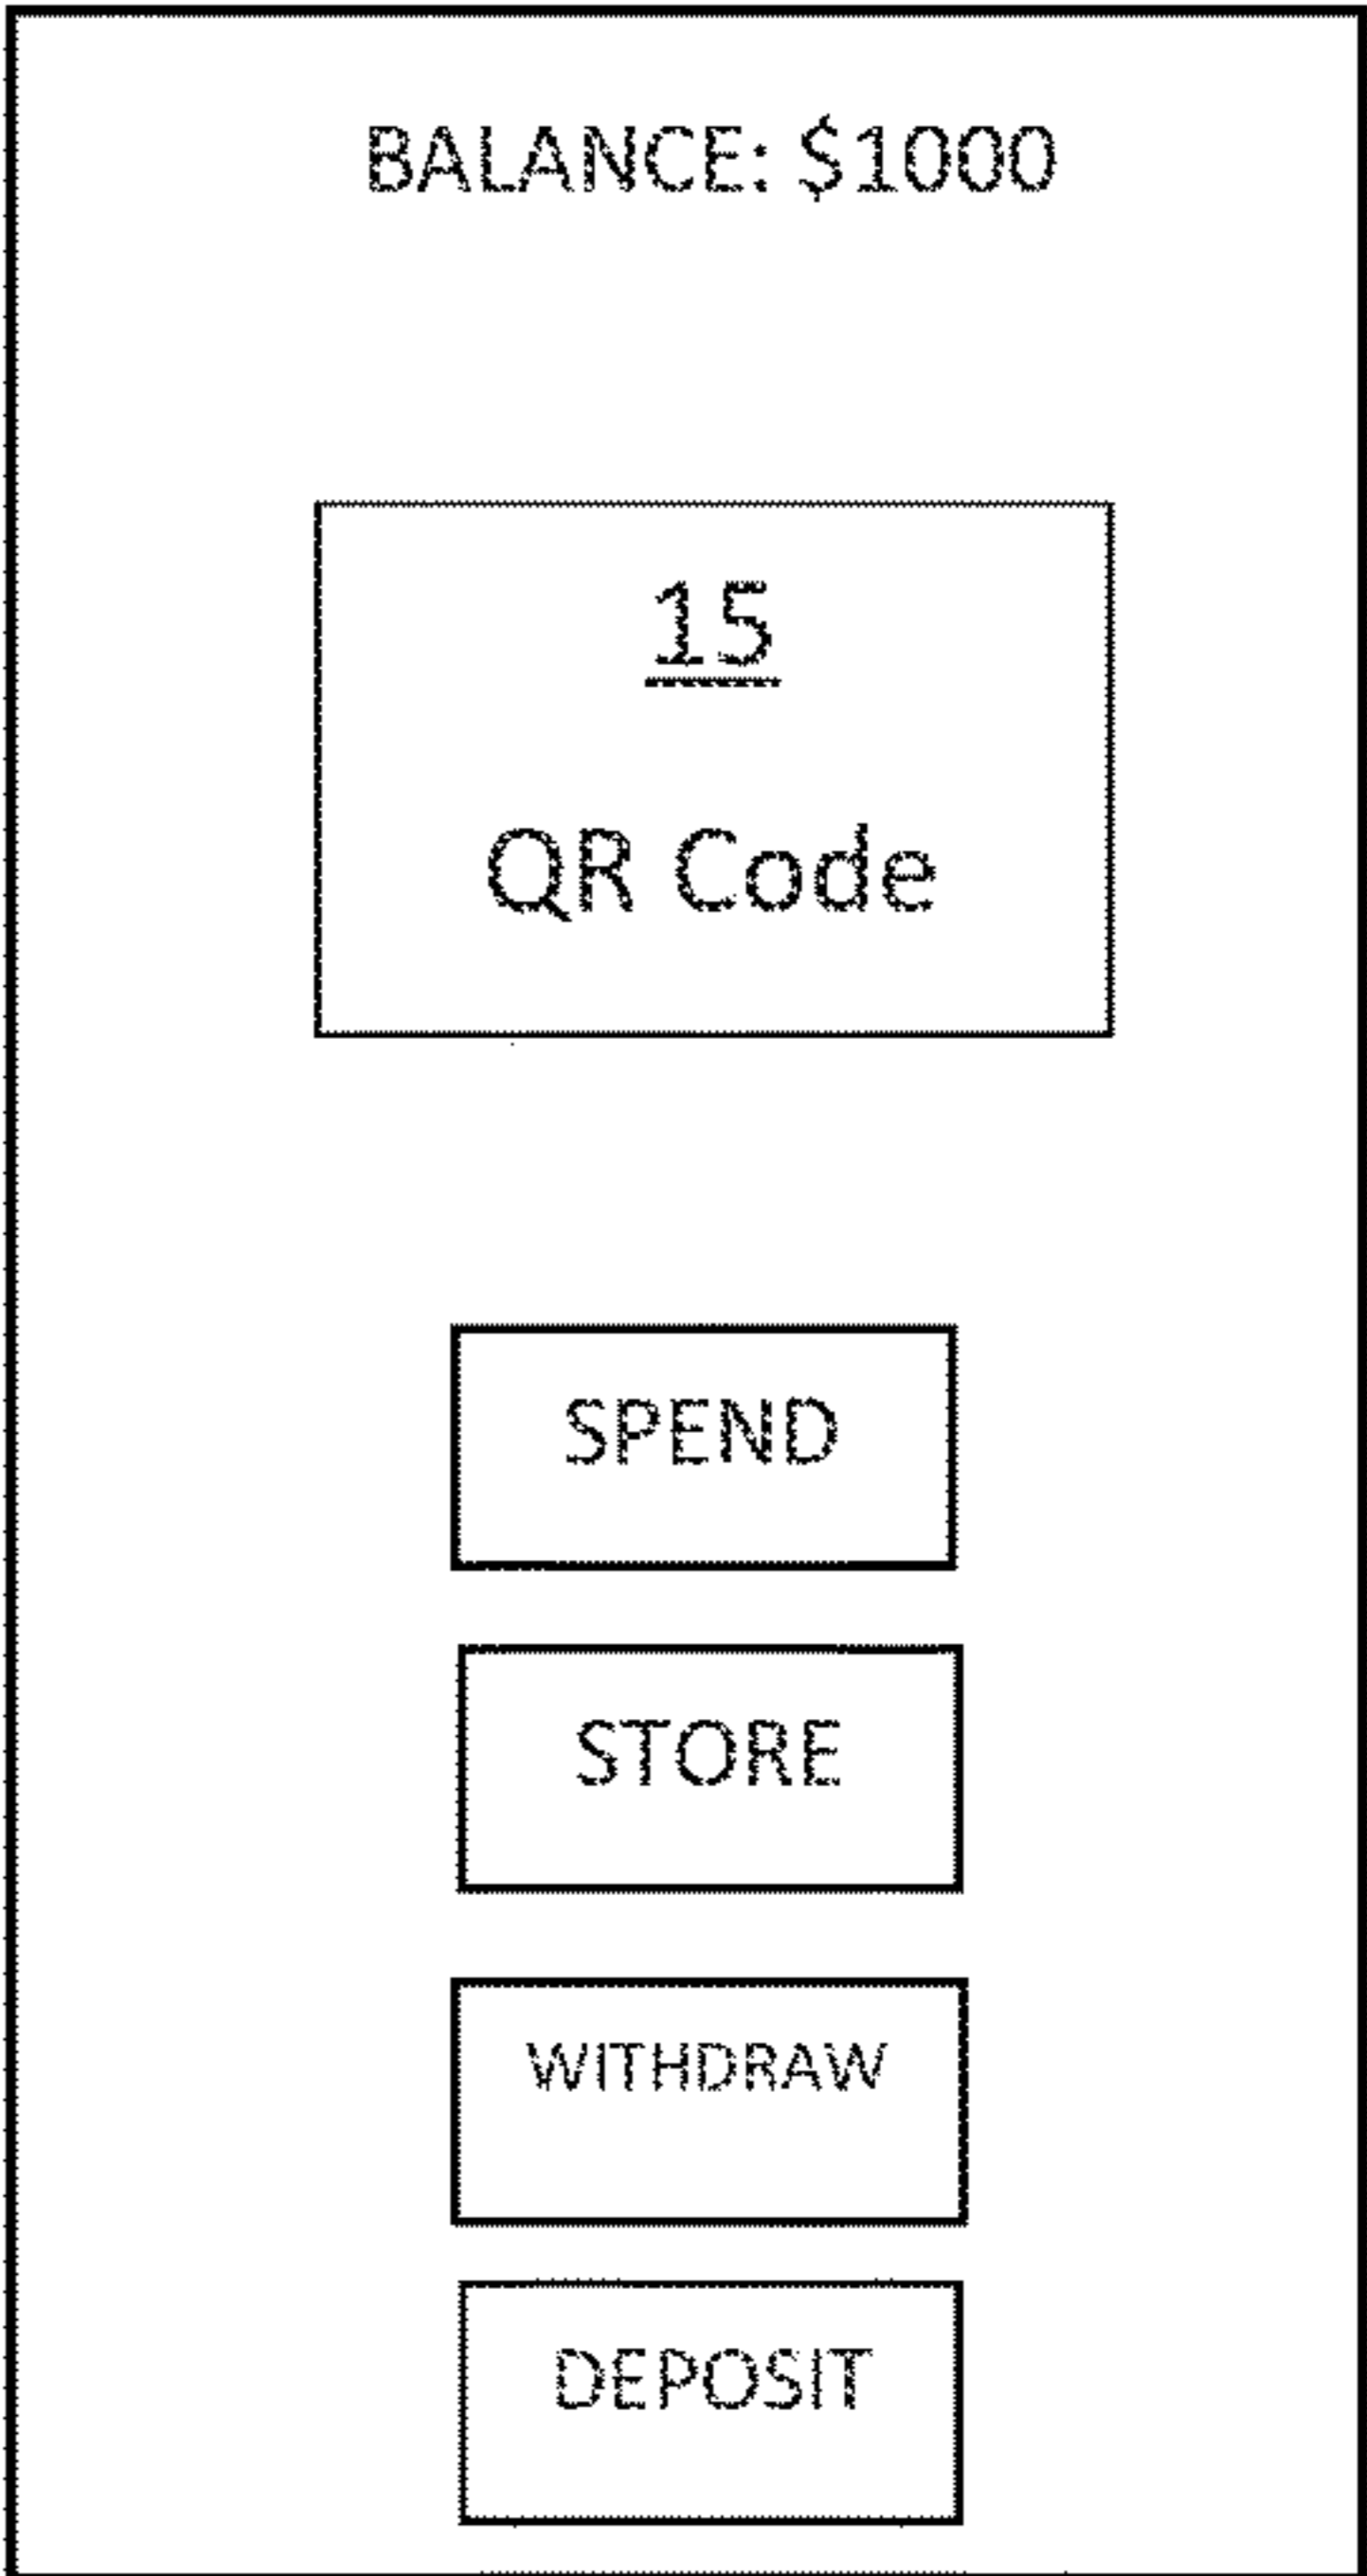 BALANCE: $1000
15
QR Code
SPEND
STORE
WITHDRAW
DEPOSIT